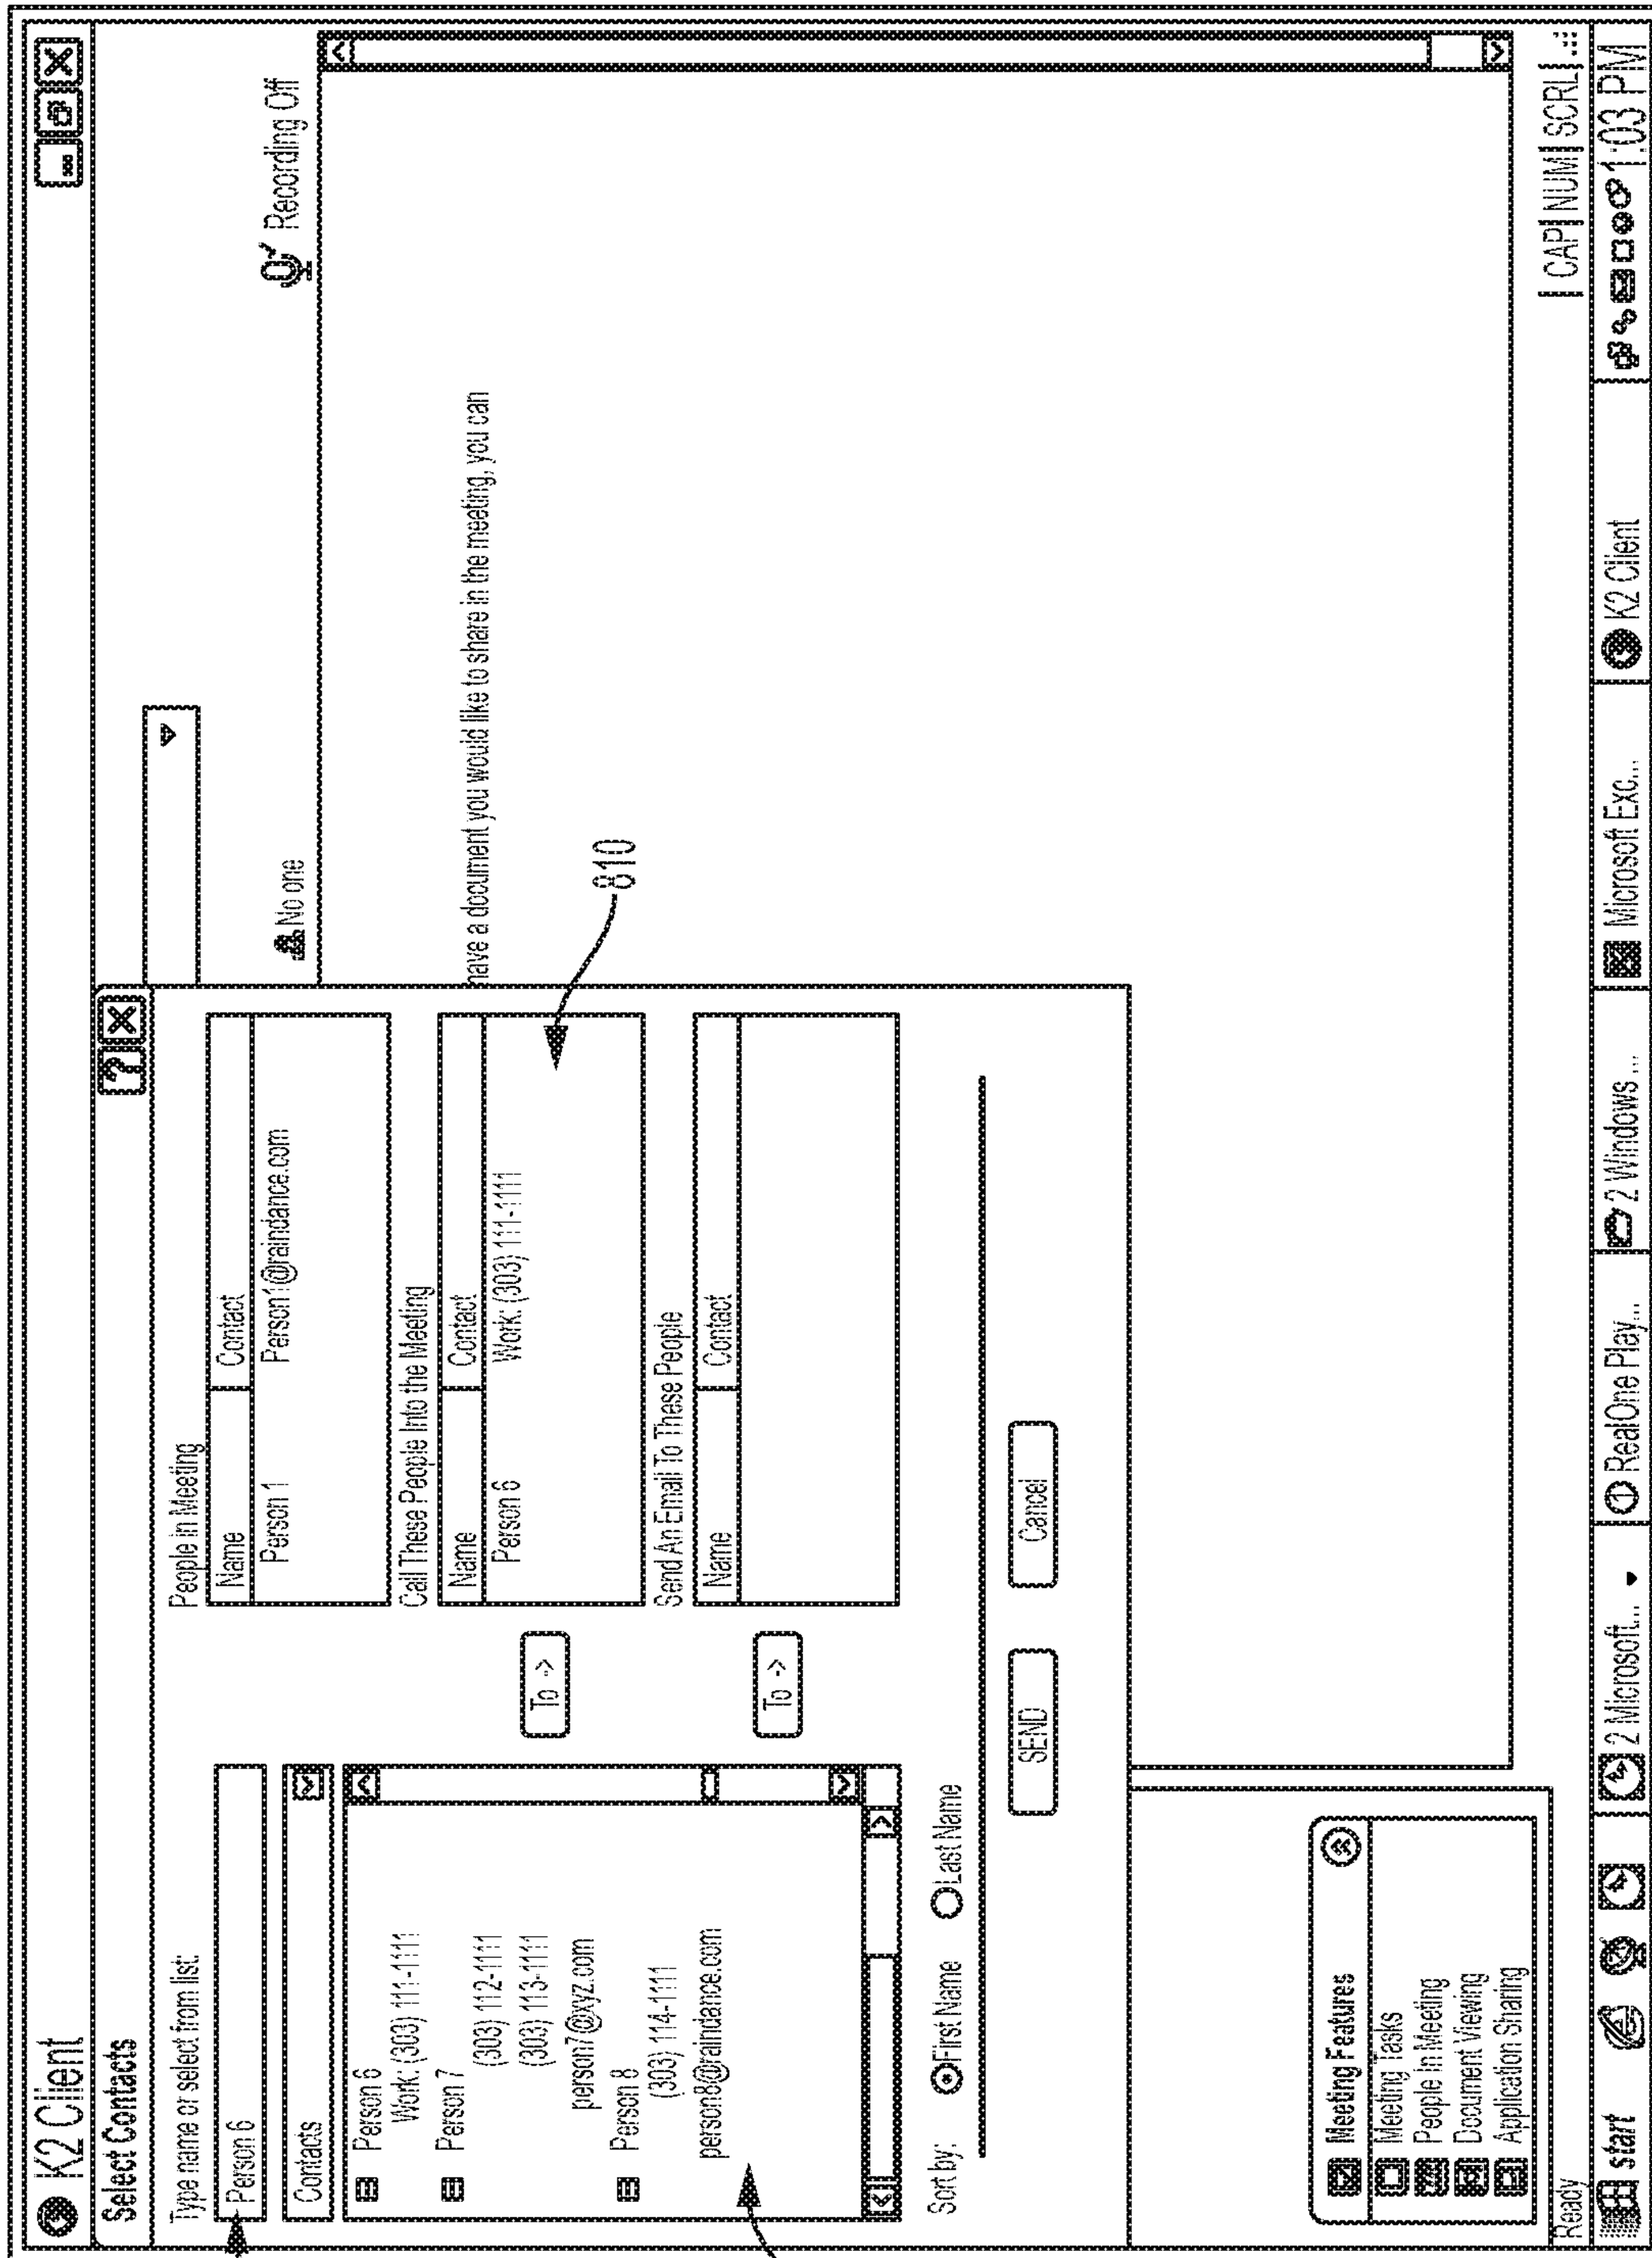 K2 Client
Select Contacts
Type name or select from list:
Person 6
Contacts
Person 6
Work: (303) 111-1111
Person 7
(303) 112-1111
(303) 113-1111
person7@xyz.com
Person 8
(303) 114-1111
person8@raindance.com
Sort by: First Name Last Name
To ->
To ->
People in Meeting
Name Contact
Person 1 Person1@raindance.com
Call These People Into the Meeting
Name Contact
Person 6 Work: (303) 111-1111
Send An Email To These People
Name Contact
SEND Cancel
810
No one
Recording Off
have a document you would like to share in the meeting, you can
Meeting Features
Meeting Tasks
People In Meeting
Document Viewing
Application Sharing
Ready
CAP NUM SCRL
start 2 Microsoft... RealOne Play... 2 Windows ... Microsoft Exc... K2 Client 1:03 PM